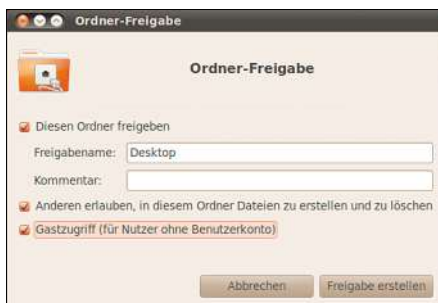 Ordner-Freigabe
Ordner-Freigabe
Diesen Ordner freigeben
Freigabename: Desktop
Kommentar:
Anderen erlauben, in diesem Ordner Dateien zu erstellen und zu löschen
Gastzugriff (für Nutzer ohne Benutzerkonto)
Abbrechen Freigabe erstellen